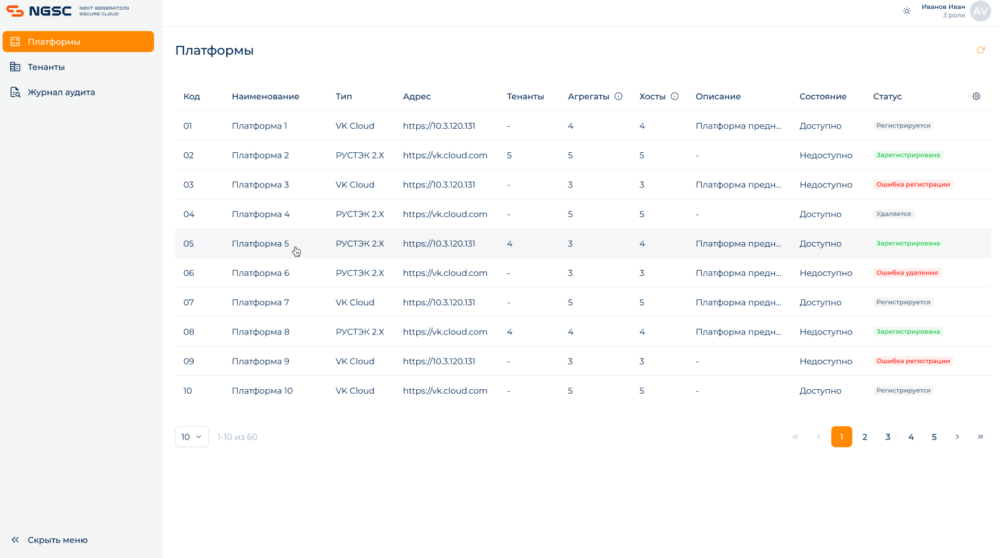 NGSC NEXT GENERATION
SECURE CLOUD
Иванов Иван
3 роли
AV
Платформы
Тенанты
Журнал аудита
Платформы
Код Наименование Тип Адрес Тенанты Агрегаты Хосты Описание Состояние Статус
01 Платформа 1 VK Cloud https://10.3.120.131 - 4 4 Платформа предн... Доступно Регистрируется
02 Платформа 2 РУСТЭК 2.X https://vk.cloud.com 5 5 5 - Недоступно Зарегистрирована
03 Платформа 3 VK Cloud https://10.3.120.131 - 3 3 Платформа предн... Недоступно Ошибка регистрации
04 Платформа 4 РУСТЭК 2.X https://vk.cloud.com - 5 5 - Доступно Удаляется
05 Платформа 5 РУСТЭК 2.X https://10.3.120.131 4 3 4 Платформа предн... Доступно Зарегистрирована
06 Платформа 6 РУСТЭК 2.X https://vk.cloud.com - 3 3 Платформа предн... Недоступно Ошибка удаления
07 Платформа 7 VK Cloud https://10.3.120.131 - 5 5 Платформа предн... Доступно Регистрируется
08 Платформа 8 РУСТЭК 2.X https://vk.cloud.com 4 4 4 Платформа предн... Недоступно Зарегистрирована
09 Платформа 9 VK Cloud https://10.3.120.131 - 3 3 - Недоступно Ошибка регистрации
10 Платформа 10 VK Cloud https://vk.cloud.com - 5 5 - Доступно Регистрируется
10 1-10 из 60 « ‹ 1 2 3 4 5 › »
Скрыть меню